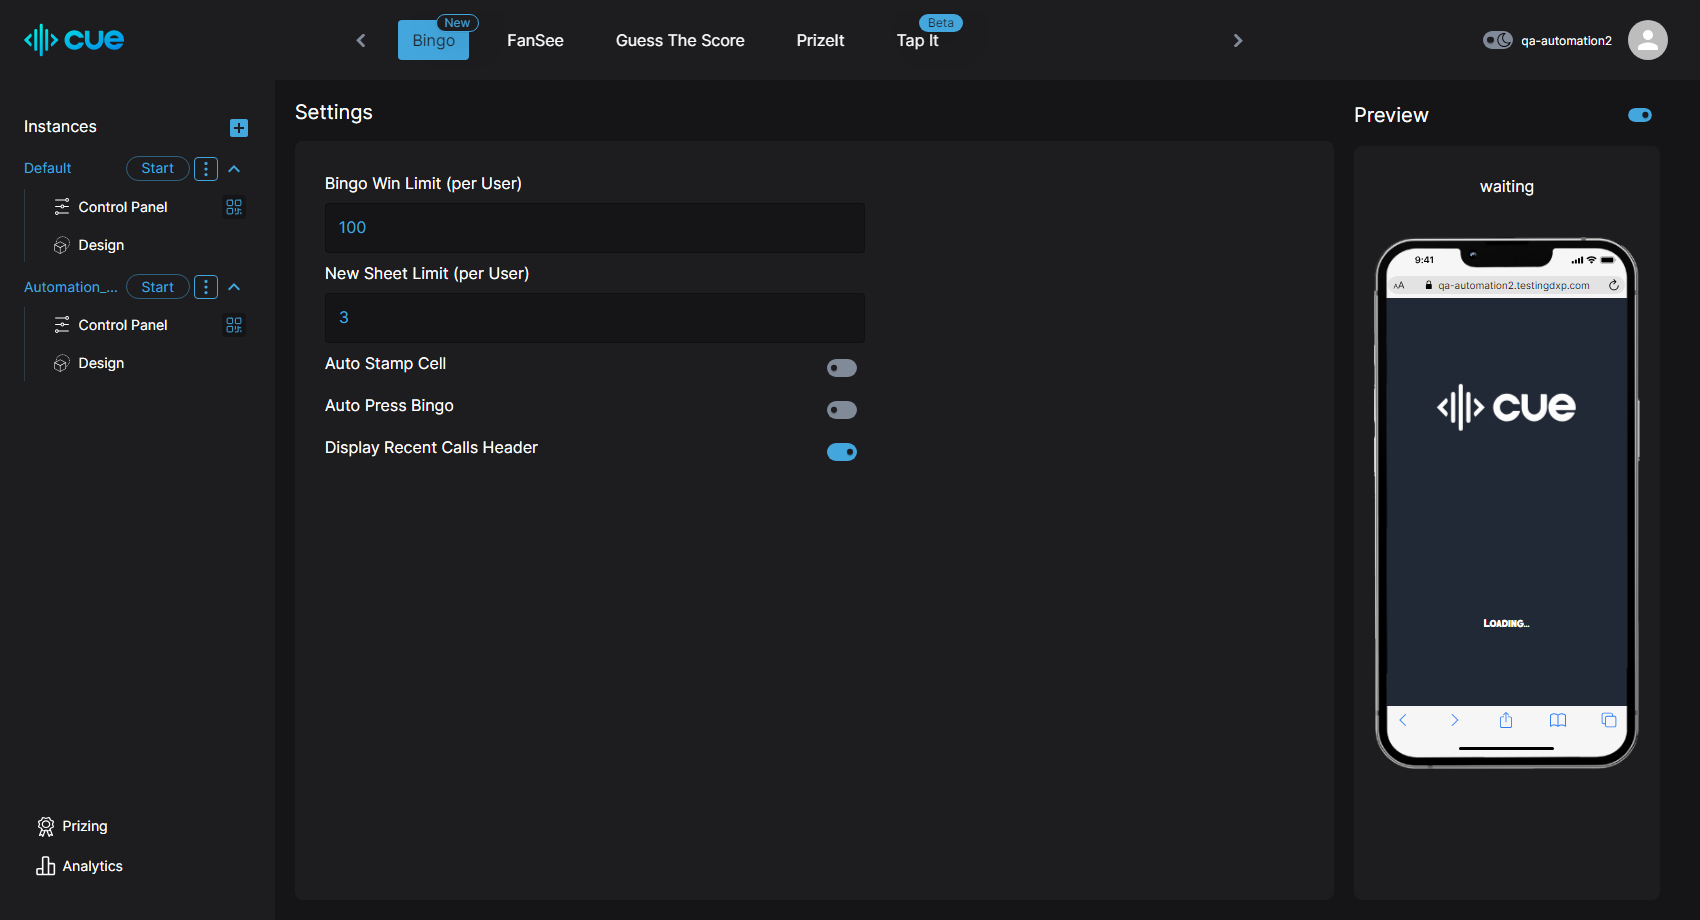 cue
New
Beta
Bingo
FanSee
Guess The Score
PrizeIt
Tap It
qa-automation2
Instances
Default
Start
Control Panel
Design
Automation_...
Start
Control Panel
Design
Prizing
Analytics
Settings
Bingo Win Limit (per User)
100
New Sheet Limit (per User)
3
Auto Stamp Cell
Auto Press Bingo
Display Recent Calls Header
Preview
waiting
9:41
AA qa-automation2.testingdxp.com
cue
LOADING...